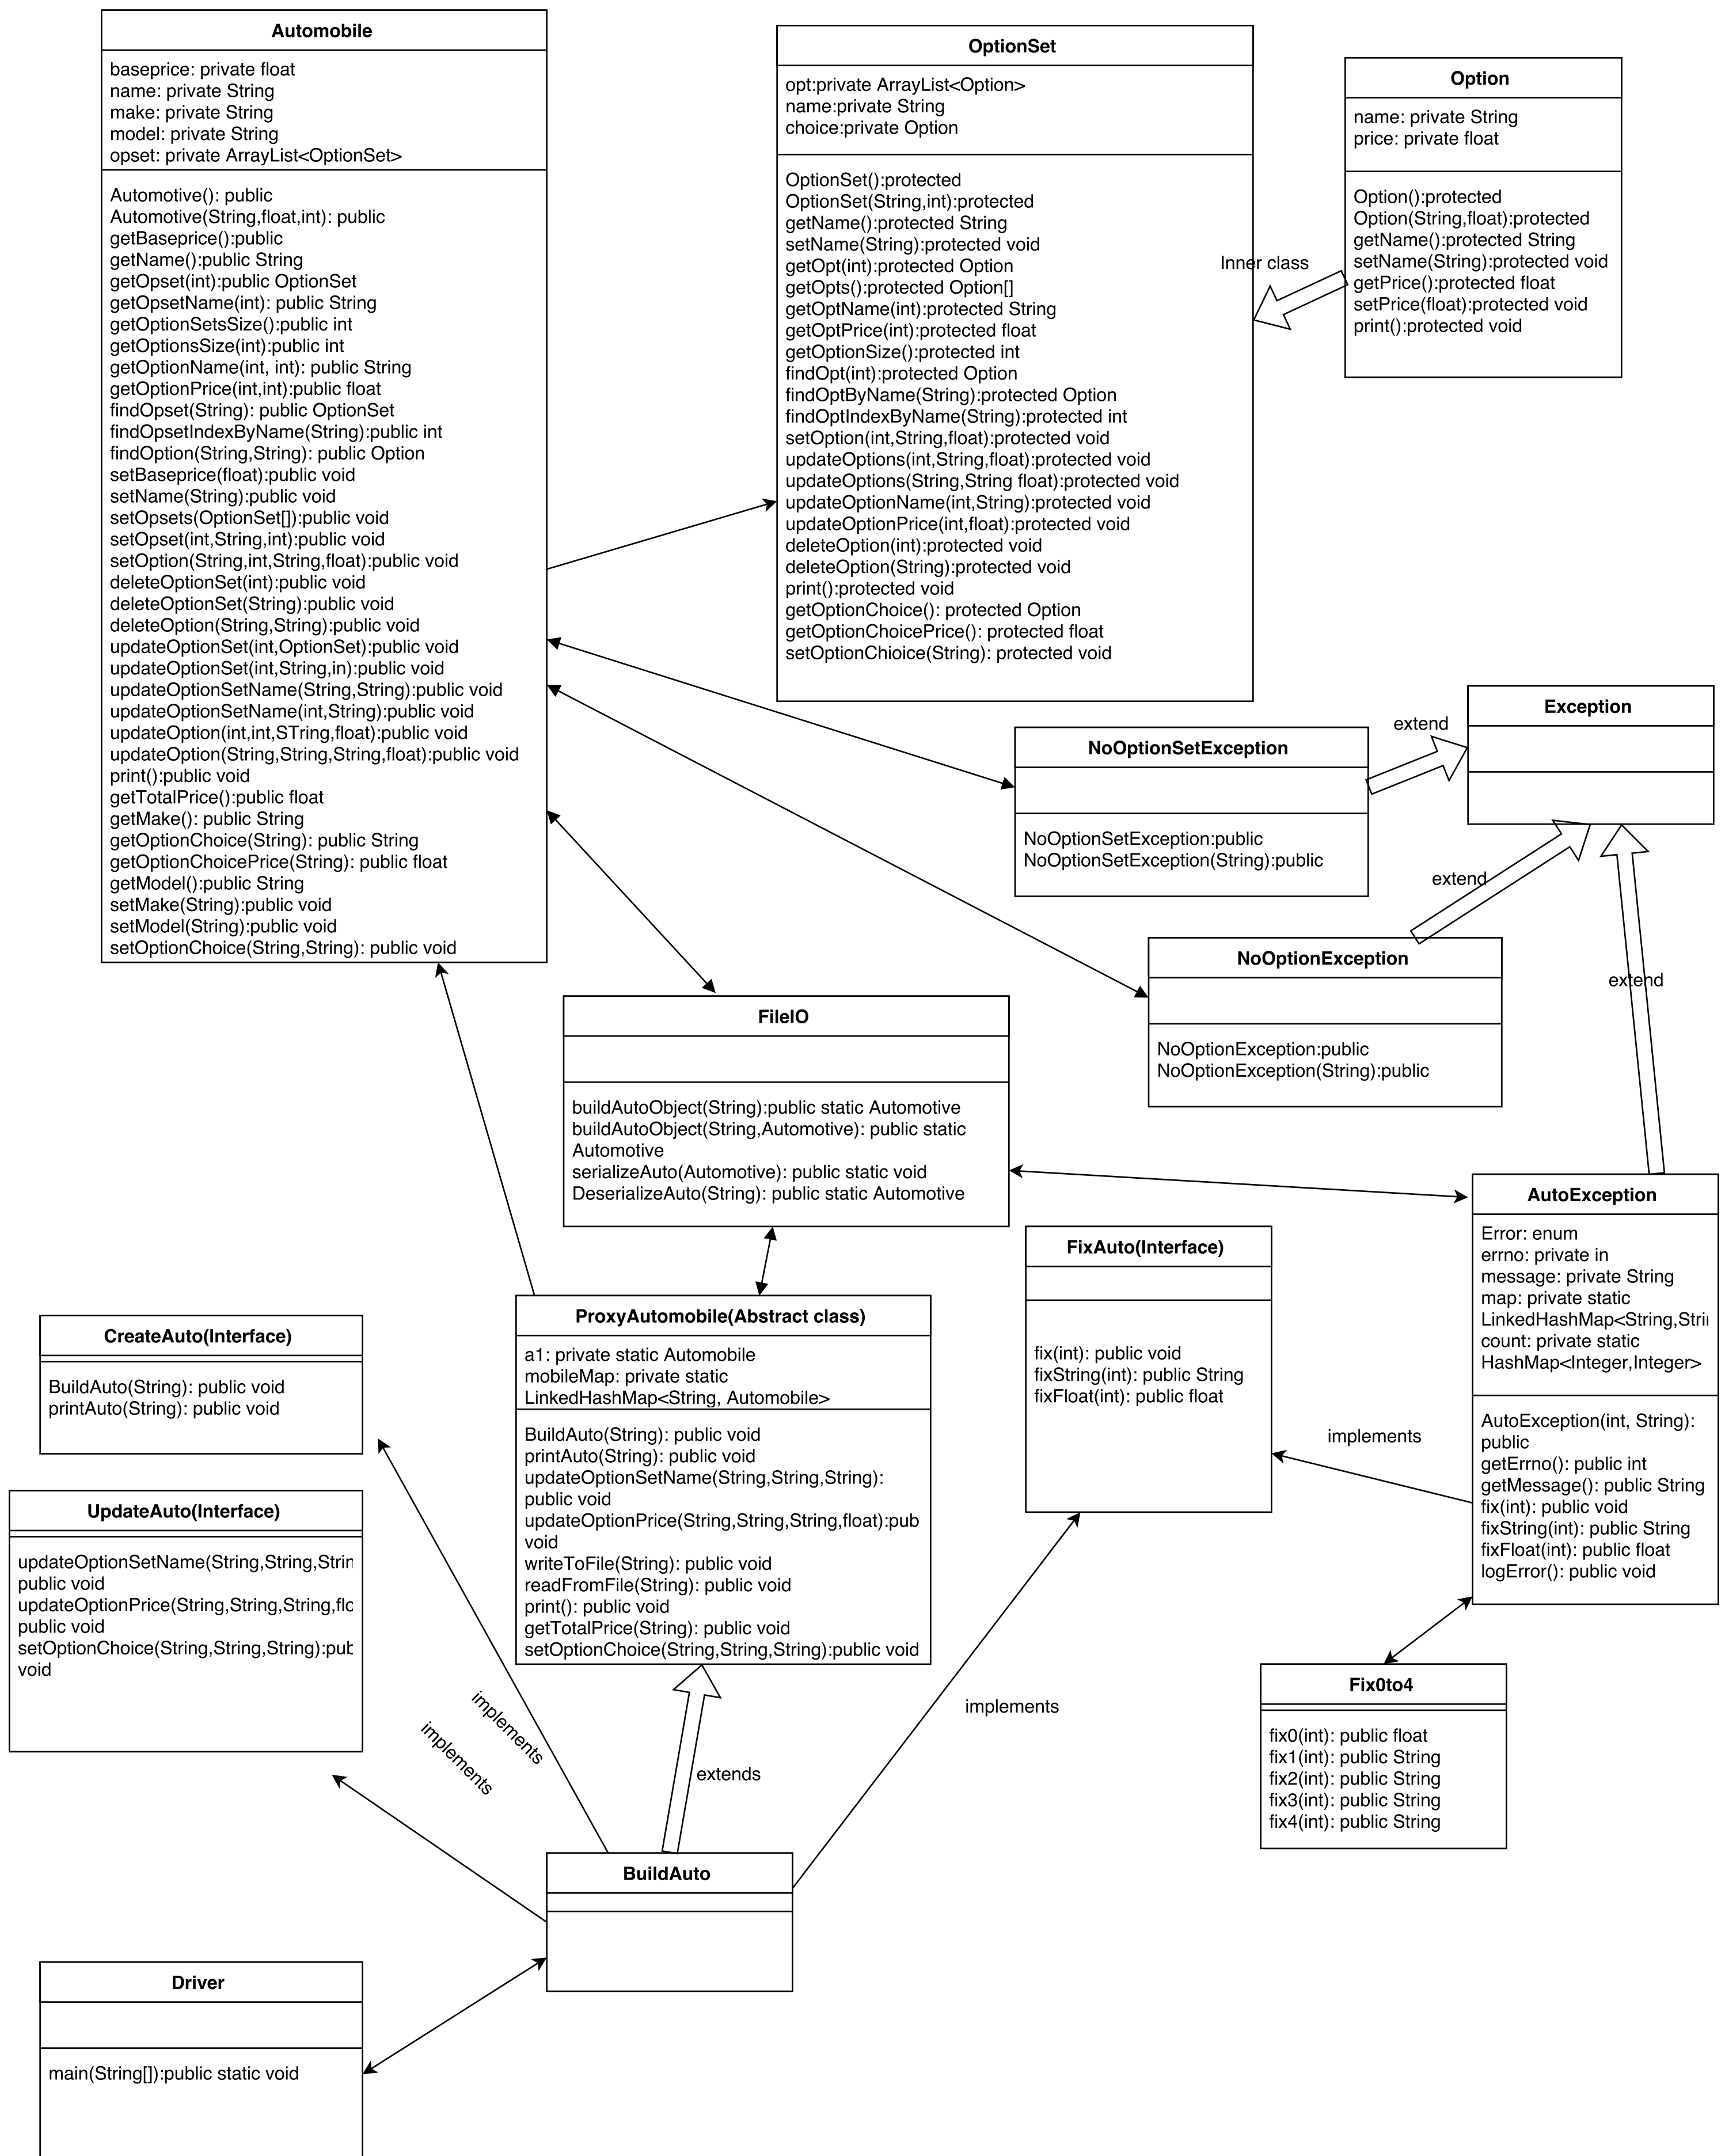 Automobile
baseprice: private float
name: private String
make: private String
model: private String
opset: private ArrayList<OptionSet>
Automotive(): public
Automotive(String,float,int): public
getBaseprice():public
getName():public String
getOpset(int):public OptionSet
getOpsetName(int): public String
getOptionSetsSize():public int
getOptionsSize(int):public int
getOptionName(int, int): public String
getOptionPrice(int,int):public float
findOpset(String): public OptionSet
findOpsetIndexByName(String):public int
findOption(String,String): public Option
setBaseprice(float):public void
setName(String):public void
setOpsets(OptionSet[]):public void
setOpset(int,String,int):public void
setOption(String,int,String,float):public void
deleteOptionSet(int):public void
deleteOptionSet(String):public void
deleteOption(String,String):public void
updateOptionSet(int,OptionSet):public void
updateOptionSet(int,String,in):public void
updateOptionSetName(String,String):public void
updateOptionSetName(int,String):public void
updateOption(int,int,STring,float):public void
updateOption(String,String,String,float):public void
print():public void
getTotalPrice():public float
getMake(): public String
getOptionChoice(String): public String
getOptionChoicePrice(String): public float
getModel():public String
setMake(String):public void
setModel(String):public void
setOptionChoice(String,String): public void
OptionSet
opt:private ArrayList<Option>
name:private String
choice:private Option
OptionSet():protected
OptionSet(String,int):protected
getName():protected String
setName(String):protected void
getOpt(int):protected Option
getOpts():protected Option[]
getOptName(int):protected String
getOptPrice(int):protected float
getOptionSize():protected int
findOpt(int):protected Option
findOptByName(String):protected Option
findOptIndexByName(String):protected int
setOption(int,String,float):protected void
updateOptions(int,String,float):protected void
updateOptions(String,String float):protected void
updateOptionName(int,String):protected void
updateOptionPrice(int,float):protected void
deleteOption(int):protected void
deleteOption(String):protected void
print():protected void
getOptionChoice(): protected Option
getOptionChoicePrice(): protected float
setOptionChioice(String): protected void
Inner class
Option
name: private String
price: private float
Option():protected
Option(String,float):protected
getName():protected String
setName(String):protected void
getPrice():protected float
setPrice(float):protected void
print():protected void
Exception
extend
NoOptionSetException
NoOptionSetException:public
NoOptionSetException(String):public
extend
NoOptionException
NoOptionException:public
NoOptionException(String):public
extend
FileIO
buildAutoObject(String):public static Automotive
buildAutoObject(String,Automotive): public static
Automotive
serializeAuto(Automotive): public static void
DeserializeAuto(String): public static Automotive
AutoException
Error: enum
errno: private in
message: private String
map: private static
LinkedHashMap<String,Stri
count: private static
HashMap<Integer,Integer>
AutoException(int, String):
public
getErrno(): public int
getMessage(): public String
fix(int): public void
fixString(int): public String
fixFloat(int): public float
logError(): public void
FixAuto(Interface)
fix(int): public void
fixString(int): public String
fixFloat(int): public float
implements
ProxyAutomobile(Abstract class)
a1: private static Automobile
mobileMap: private static
LinkedHashMap<String, Automobile>
BuildAuto(String): public void
printAuto(String): public void
updateOptionSetName(String,String,String):
public void
updateOptionPrice(String,String,String,float):pub
void
writeToFile(String): public void
readFromFile(String): public void
print(): public void
getTotalPrice(String): public void
setOptionChoice(String,String,String):public void
CreateAuto(Interface)
BuildAuto(String): public void
printAuto(String): public void
UpdateAuto(Interface)
updateOptionSetName(String,String,Strin
public void
updateOptionPrice(String,String,String,flo
public void
setOptionChoice(String,String,String):pub
void
implements
implements
extends
implements
Fix0to4
fix0(int): public float
fix1(int): public String
fix2(int): public String
fix3(int): public String
fix4(int): public String
BuildAuto
Driver
main(String[]):public static void